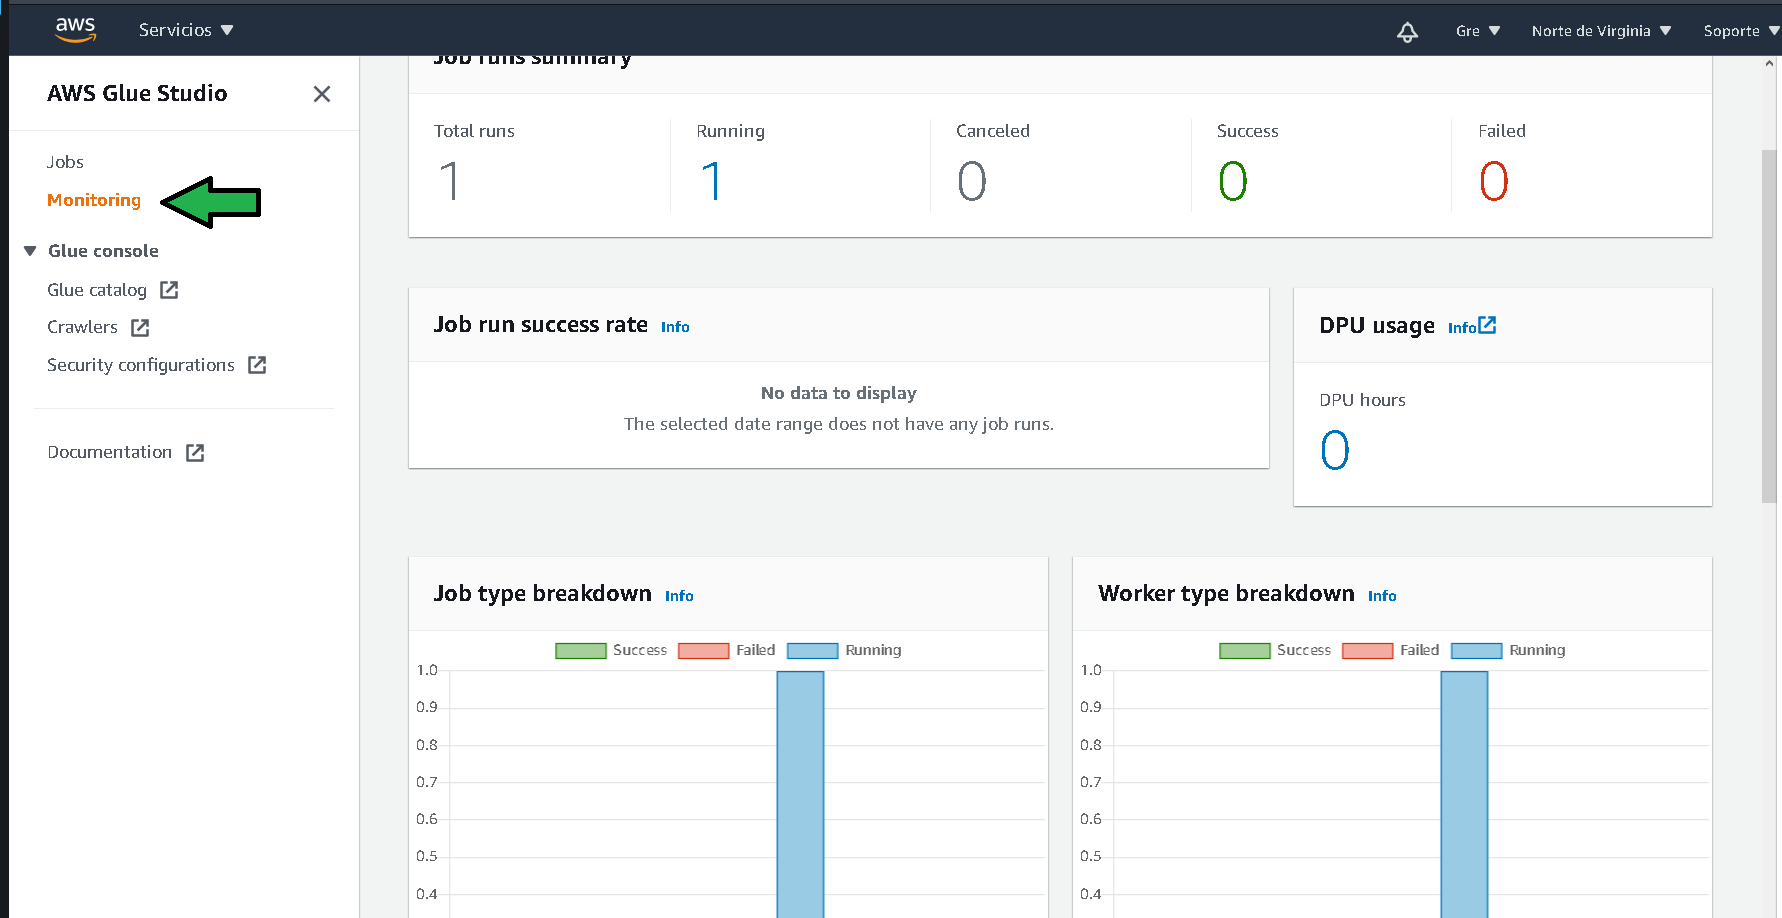 aws Servicios Gre Norte de Virginia Soporte
AWS Glue Studio
Jobs
Monitoring
Glue console
Glue catalog
Crawlers
Security configurations
Documentation
Job runs summary
Total runs Running Canceled Success Failed
1 1 0 0 0
Job run success rate Info
No data to display
The selected date range does not have any job runs.
DPU usage Info
DPU hours
0
Job type breakdown Info
Success Failed Running
1.0
0.9
0.8
0.7
0.6
0.5
0.4
Worker type breakdown Info
Success Failed Running
1.0
0.9
0.8
0.7
0.6
0.5
0.4